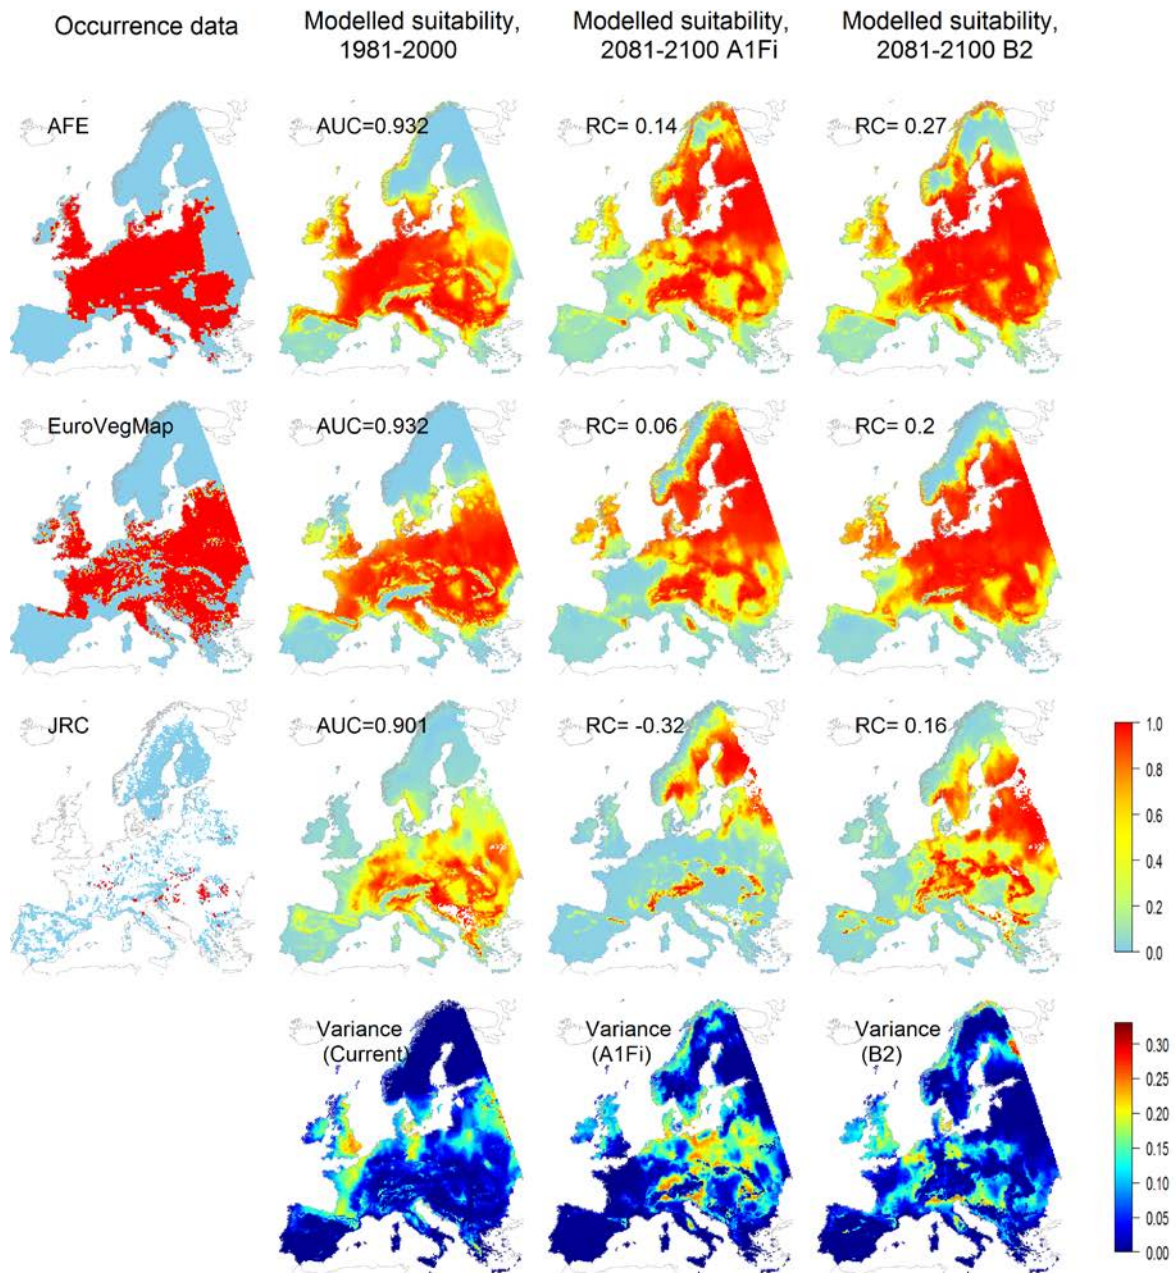 Occurrence data
Modelled suitability,
1981-2000
Modelled suitability,
2081-2100 A1Fi
Modelled suitability,
2081-2100 B2
AFE
AUC=0.932
RC= 0.14
RC= 0.27
EuroVegMap
AUC=0.932
RC= 0.06
RC= 0.2
JRC
AUC=0.901
RC= -0.32
RC= 0.16
1.0
0.8
0.6
0.4
0.2
0.0
Variance
(Current)
Variance
(A1Fi)
Variance
(B2)
0.30
0.25
0.20
0.15
0.10
0.05
0.00